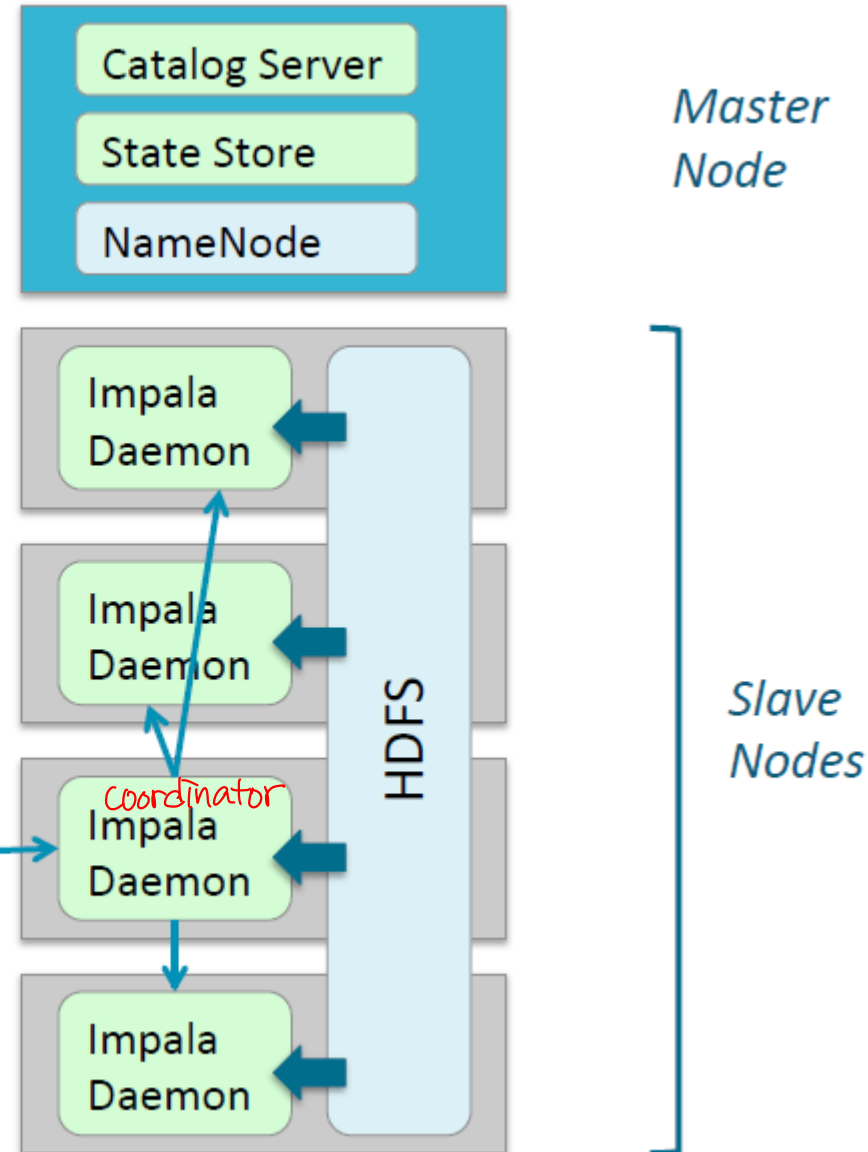 Catalog Server
State Store
NameNode
Master
Node
Impala
Daemon
Impala
Daemon
coordinator
Impala
Daemon
Impala
Daemon
HDFS
Slave
Nodes